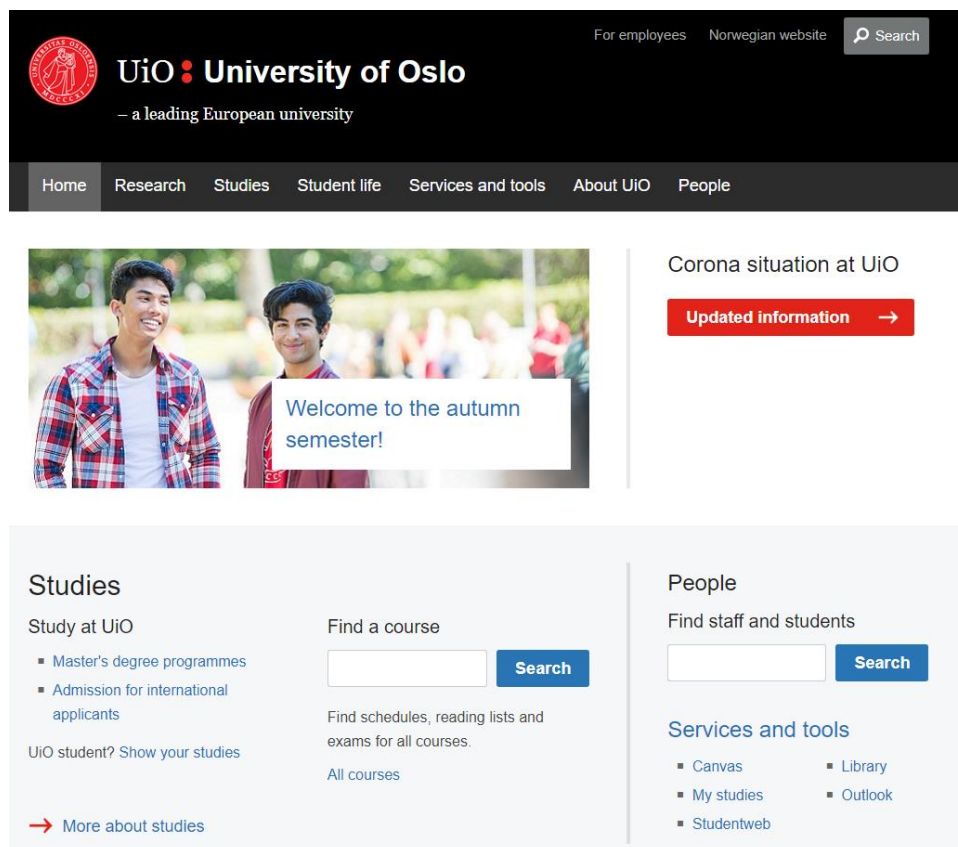 For employees
Norwegian website
Search
UNIVERSITAS OSLOENSIS
MDCCCXI
UiO: University of Oslo
– a leading European university
Home
Research
Studies
Student life
Services and tools
About UiO
People
Welcome to the autumn
semester!
Corona situation at UiO
Updated information →
Studies
Study at UiO
Master's degree programmes
Admission for international
applicants
UiO student? Show your studies
More about studies
Find a course
Search
Find schedules, reading lists and
exams for all courses.
All courses
People
Find staff and students
Search
Services and tools
Canvas
My studies
Studentweb
Library
Outlook